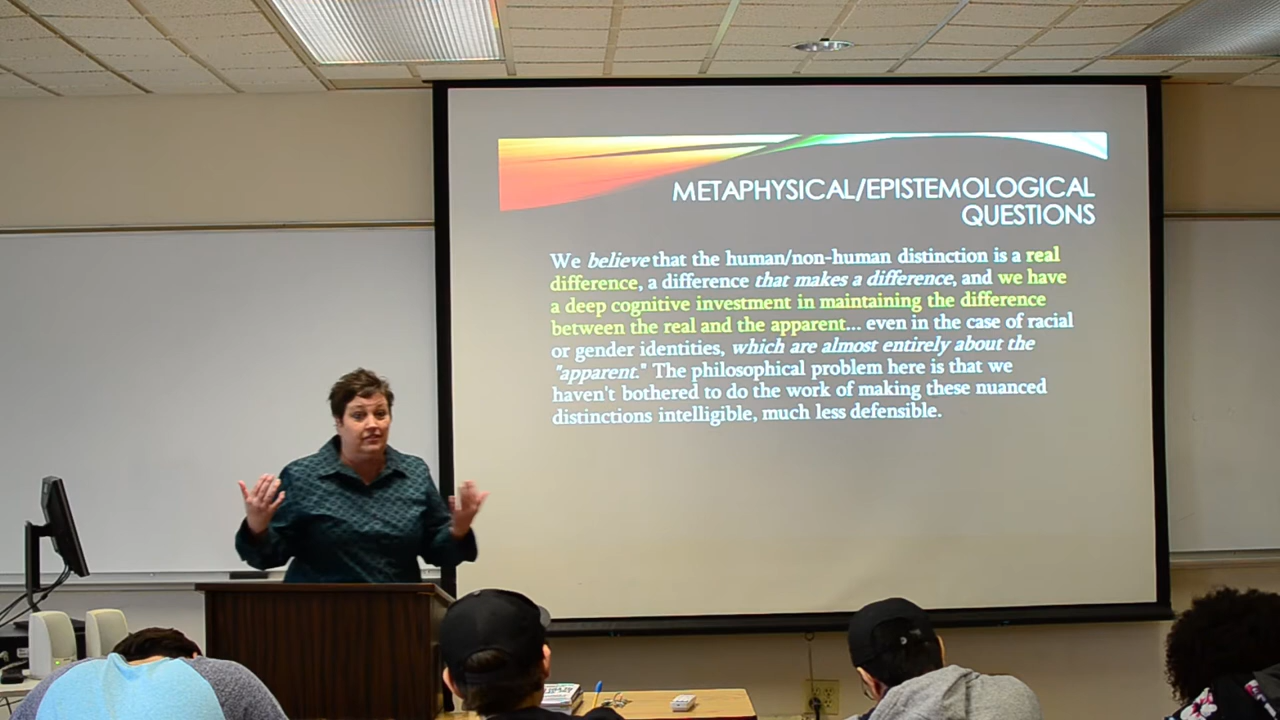 METAPHYSICAL/EPISTEMOLOGICAL
QUESTIONS
We believe that the human/non-human distinction is a real
difference, a difference that makes a difference, and we have
a deep cognitive investment in maintaining the difference
between the real and the apparent... even in the case of racial
or gender identities, which are almost entirely about the
"apparent." The philosophical problem here is that we
haven't bothered to do the work of making these nuanced
distinctions intelligible, much less defensible.